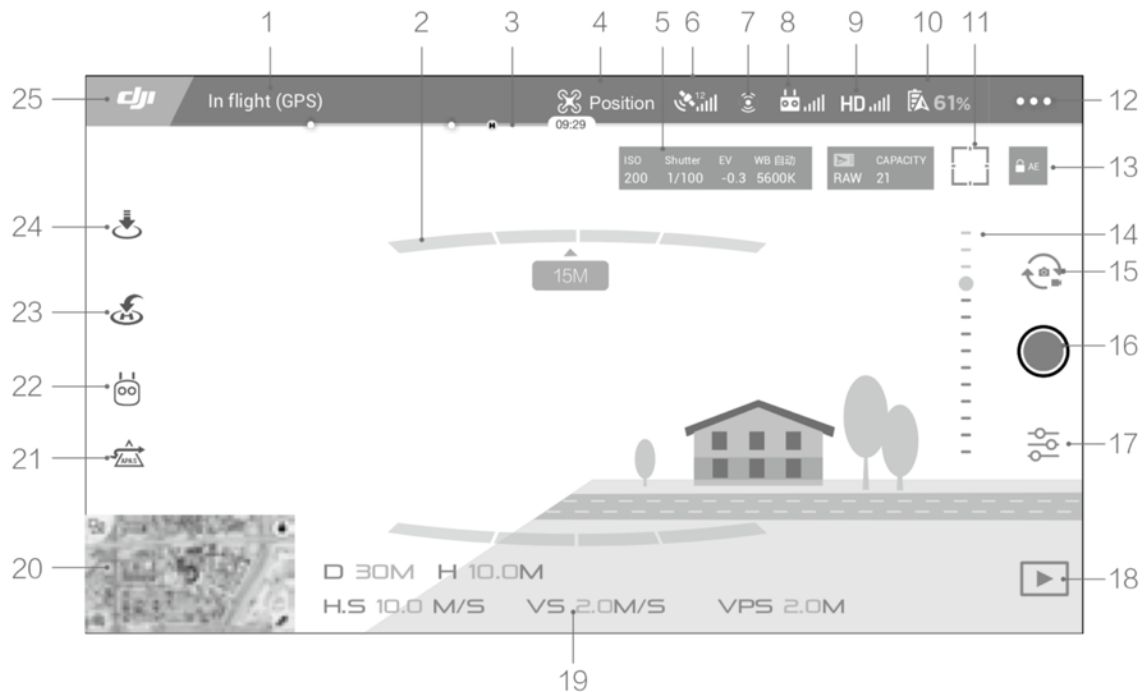 1 2 3 4 5 6 7 8 9 10 11
25 dji In flight (GPS) Position 12 HD 61% 12
H 09:29
ISO Shutter EV WB 自动 CAPACITY AE 13
200 1/100 -0.3 5600K RAW 21
24 14
15M 15
23
16
22
21 APAS 17
20 D 30M H 10.0M 18
H.S 10.0 M/S VS 2.0M/S VPS 2.0M
19